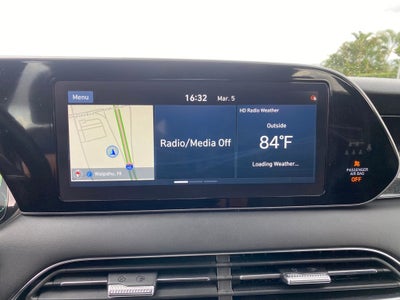 Menu
16:32
Mar. 5
HD Radio Weather
Outside
Radio/Media Off
84°F
Loading Weather...
Waipahu, HI
PASSENGER
AIR BAG
OFF